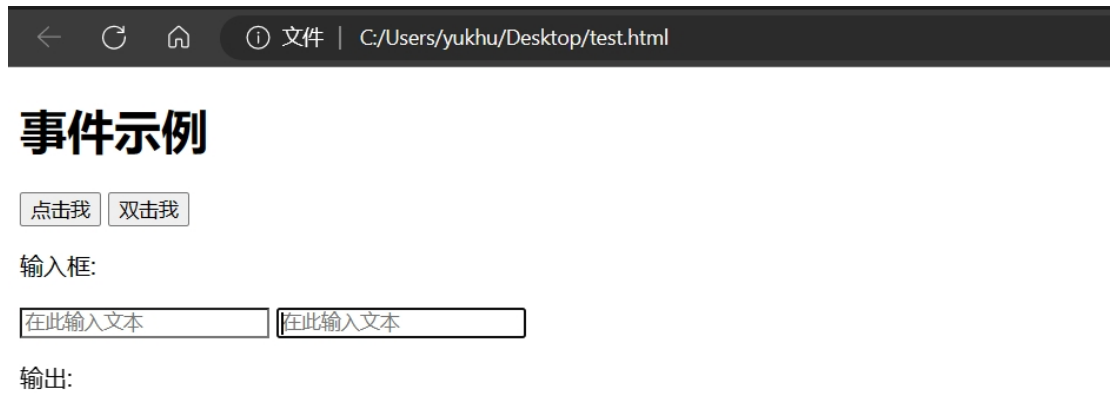 文件 | C:/Users/yukhu/Desktop/test.html
事件示例
点击我 双击我
输入框:
在此输入文本 在此输入文本
输出: